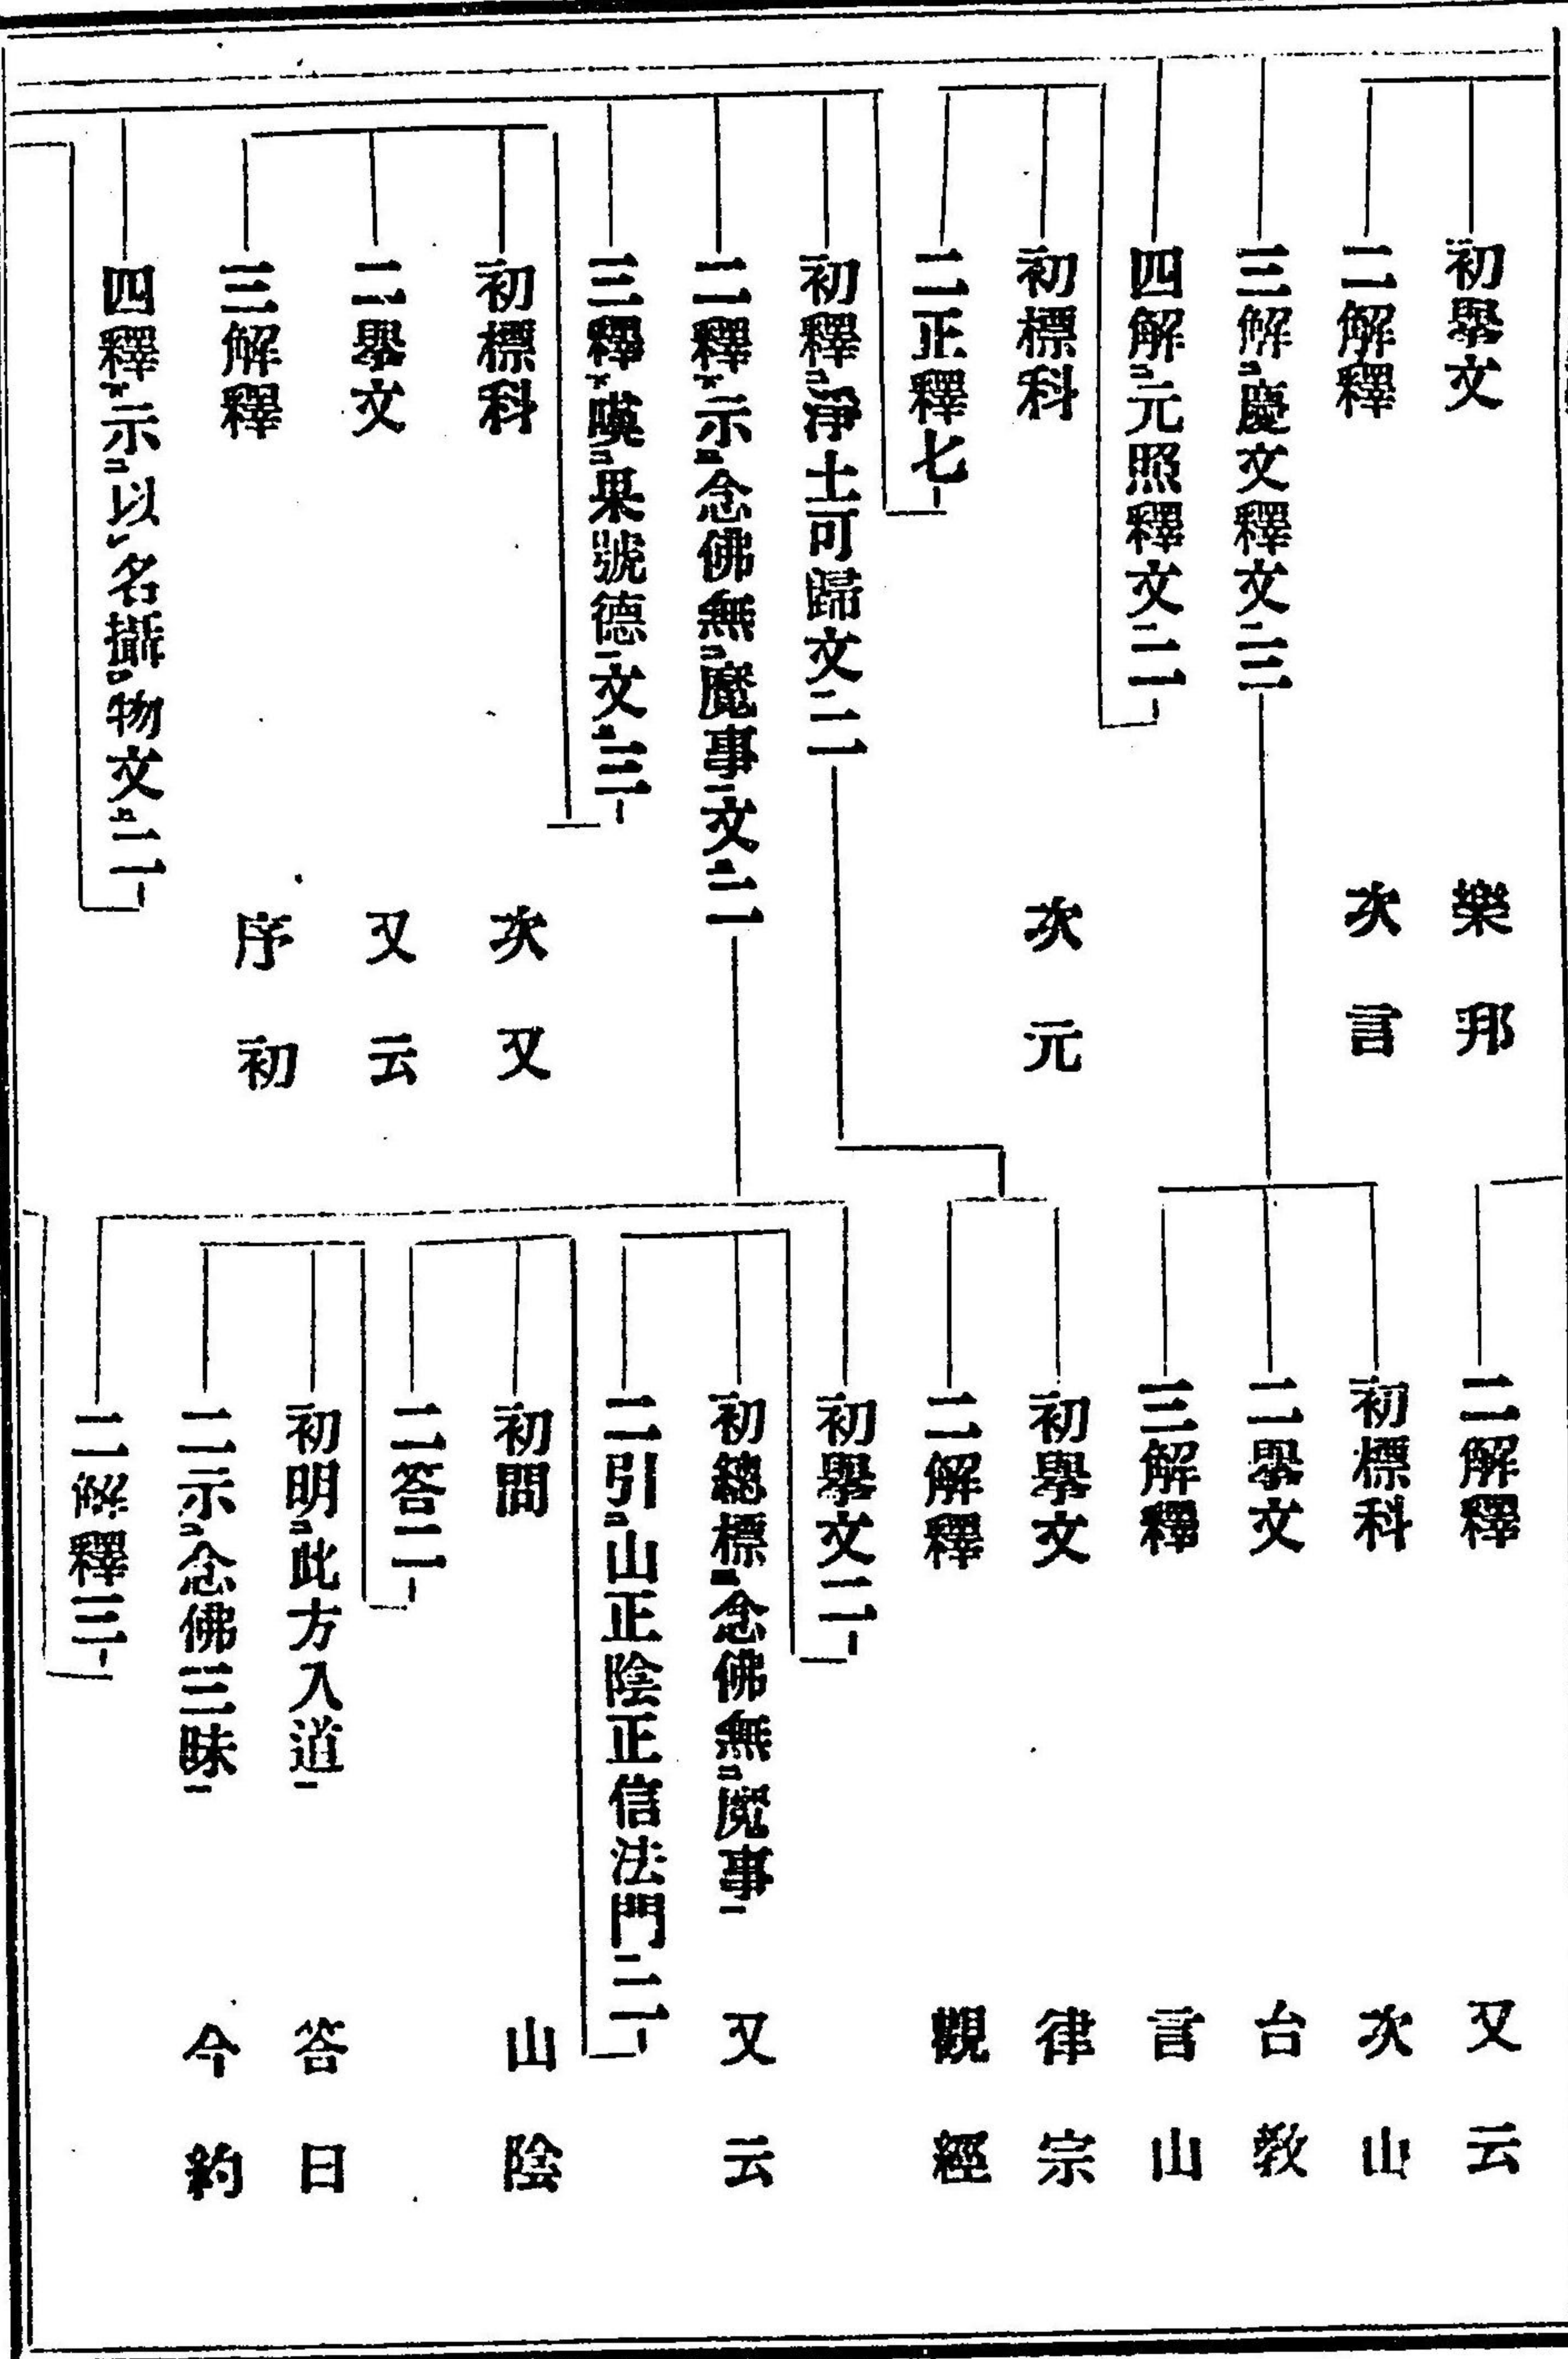 初擧文　樂邦
二解釋　次言
三解慶文釋文三
四解元照釋文二
初標科　次元
二正釋七
初釋淨土可歸文二
二釋示念佛無魔事文二
三釋嘆果號德文三
初標科　次又
二擧文　又云
三解釋　序初
四釋示以名攝物文二
二解釋　又云
初標科　次山
二擧文　台教
三解釋　言山
初擧文　律宗
二解釋　觀經
初擧文二
初總標念佛無魔事　又云
二引山正陰正信法門二
初問　山陰
二答二
初明此方入道　答日
二示念佛三昧　今約
二解釋三